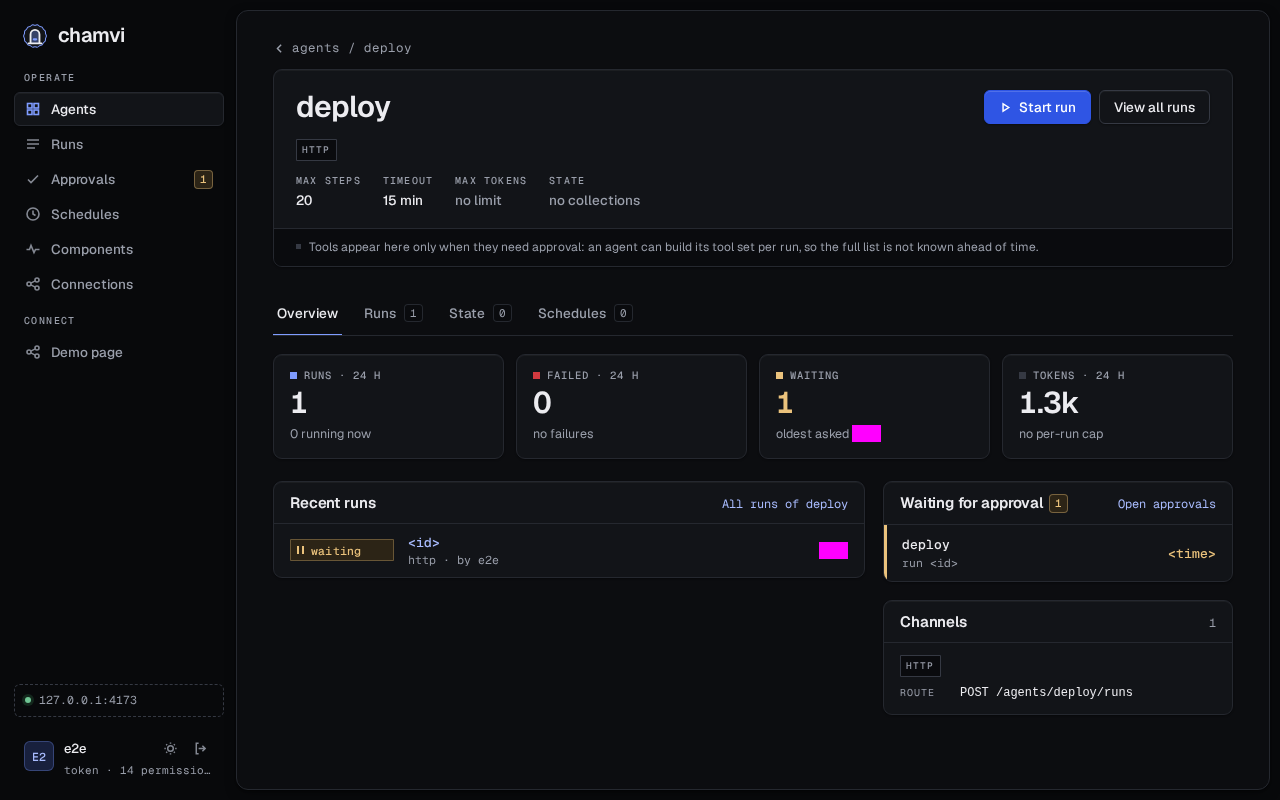 chamvi
OPERATE
Agents
Runs
Approvals 1
Schedules
Components
Connections
CONNECT
Demo page
127.0.0.1:4173
E2
e2e
token · 14 permissio…
agents / deploy
deploy
Start run
View all runs
HTTP
MAX STEPS TIMEOUT MAX TOKENS STATE
20 15 min no limit no collections
Tools appear here only when they need approval: an agent can build its tool set per run, so the full list is not known ahead of time.
Overview Runs 1 State 0 Schedules 0
RUNS · 24 H
1
0 running now
FAILED · 24 H
0
no failures
WAITING
1
oldest asked
TOKENS · 24 H
1.3k
no per-run cap
Recent runs
All runs of deploy
waiting
<id>
http · by e2e
Waiting for approval 1
Open approvals
deploy
run <id>
<time>
Channels
1
HTTP
ROUTE POST /agents/deploy/runs